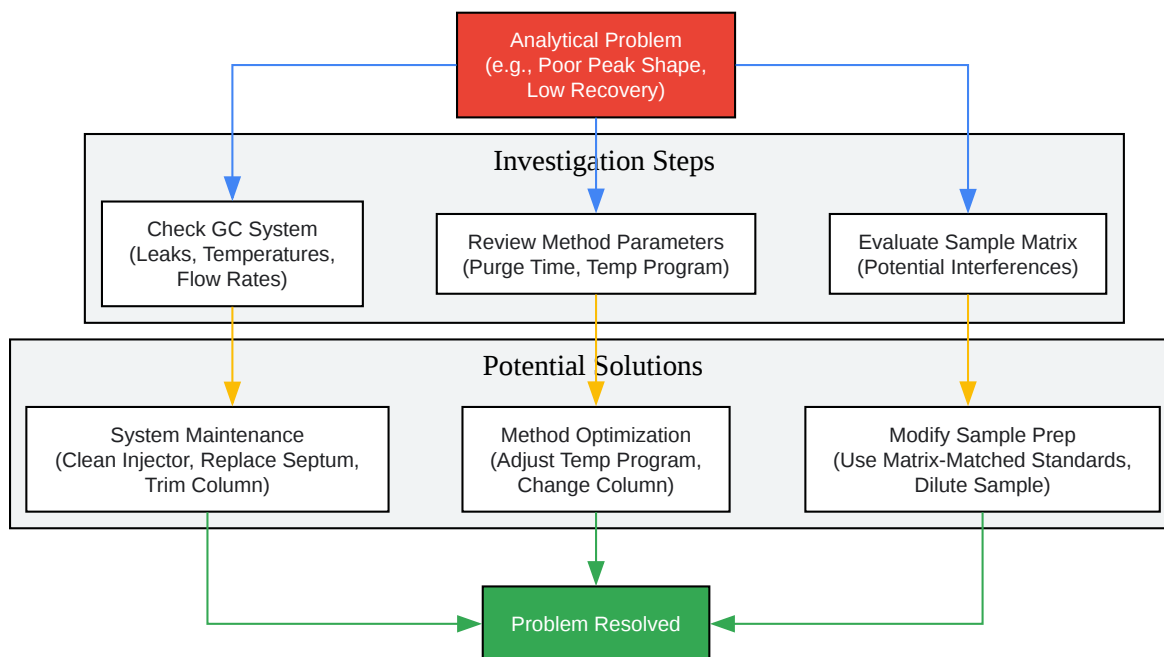 Analytical Problem
(e.g., Poor Peak Shape,
Low Recovery)
Investigation Steps
Check GC System
(Leaks, Temperatures,
Flow Rates)
Review Method Parameters
(Purge Time, Temp Program)
Evaluate Sample Matrix
(Potential Interferences)
Potential Solutions
System Maintenance
(Clean Injector, Replace Septum,
Trim Column)
Method Optimization
(Adjust Temp Program,
Change Column)
Modify Sample Prep
(Use Matrix-Matched Standards,
Dilute Sample)
Problem Resolved